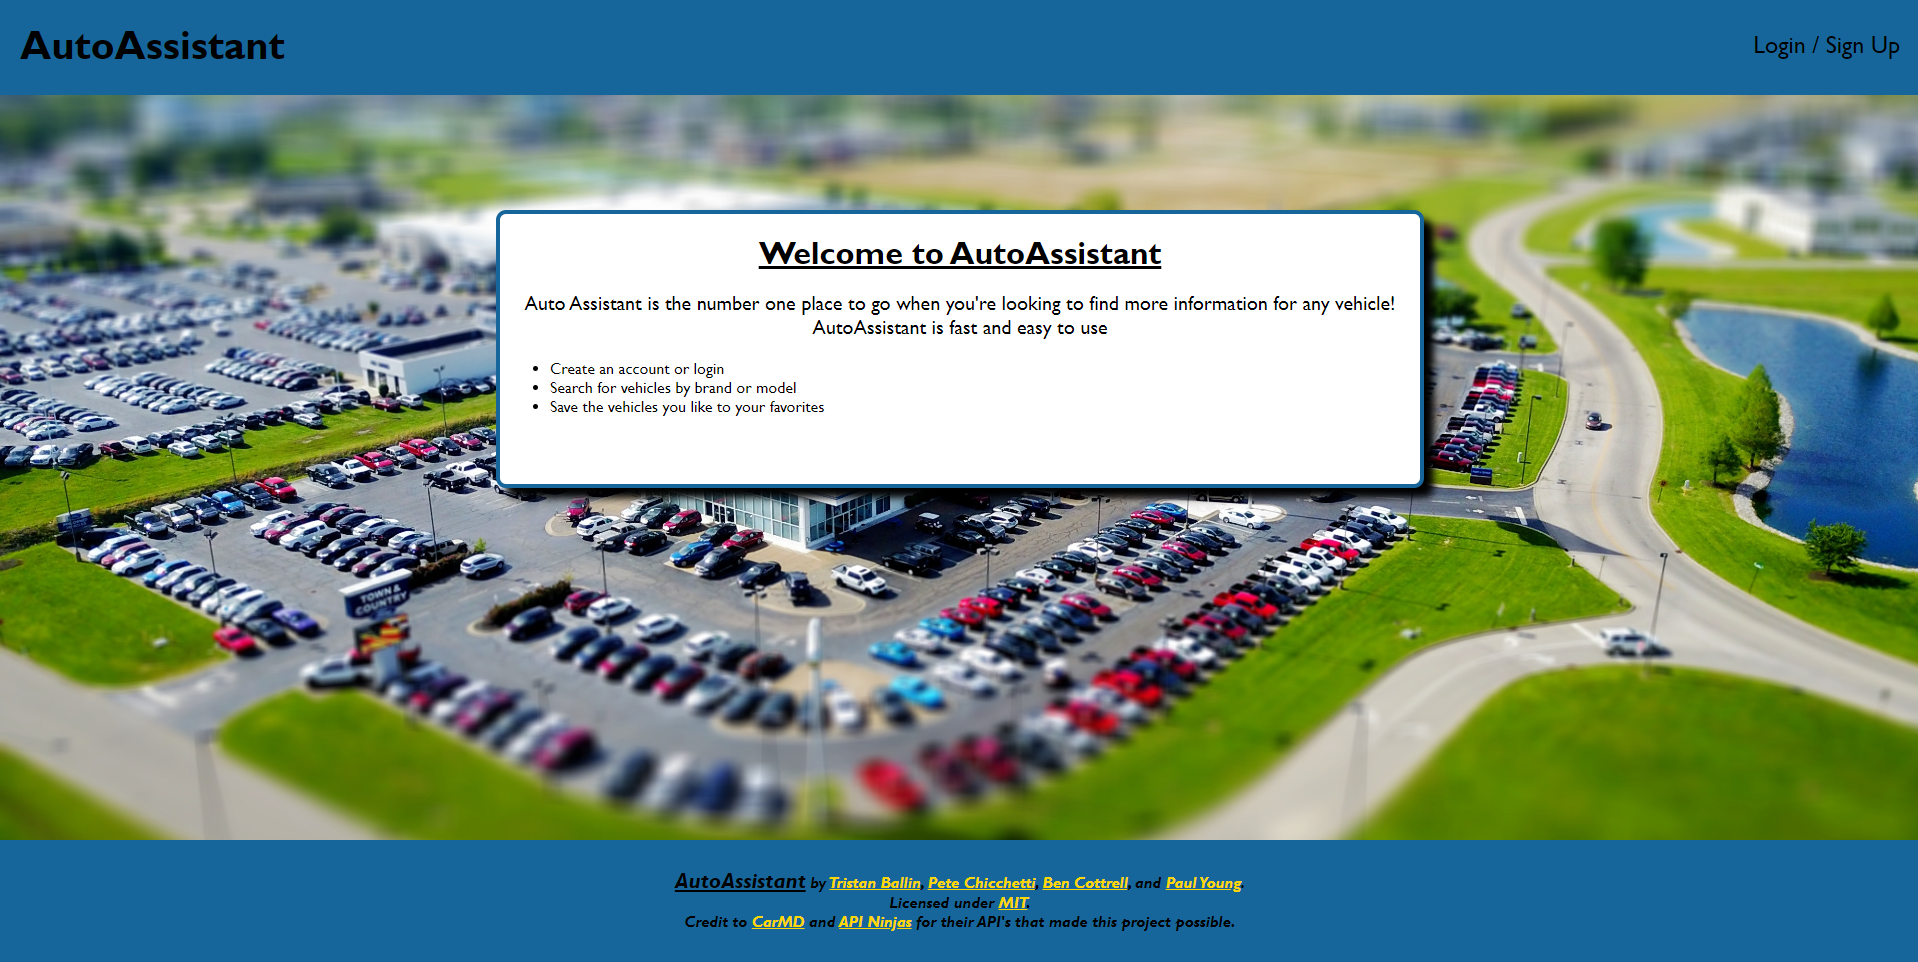 AutoAssistant
Login / Sign Up
Welcome to AutoAssistant
Auto Assistant is the number one place to go when you're looking to find more information for any vehicle!
AutoAssistant is fast and easy to use
Create an account or login
Search for vehicles by brand or model
Save the vehicles you like to your favorites
TOWN &
COUNTRY
AutoAssistant by Tristan Ballin, Pete Chicchetti, Ben Cottrell, and Paul Young.
Licensed under MIT.
Credit to CarMD and API Ninjas for their API's that made this project possible.